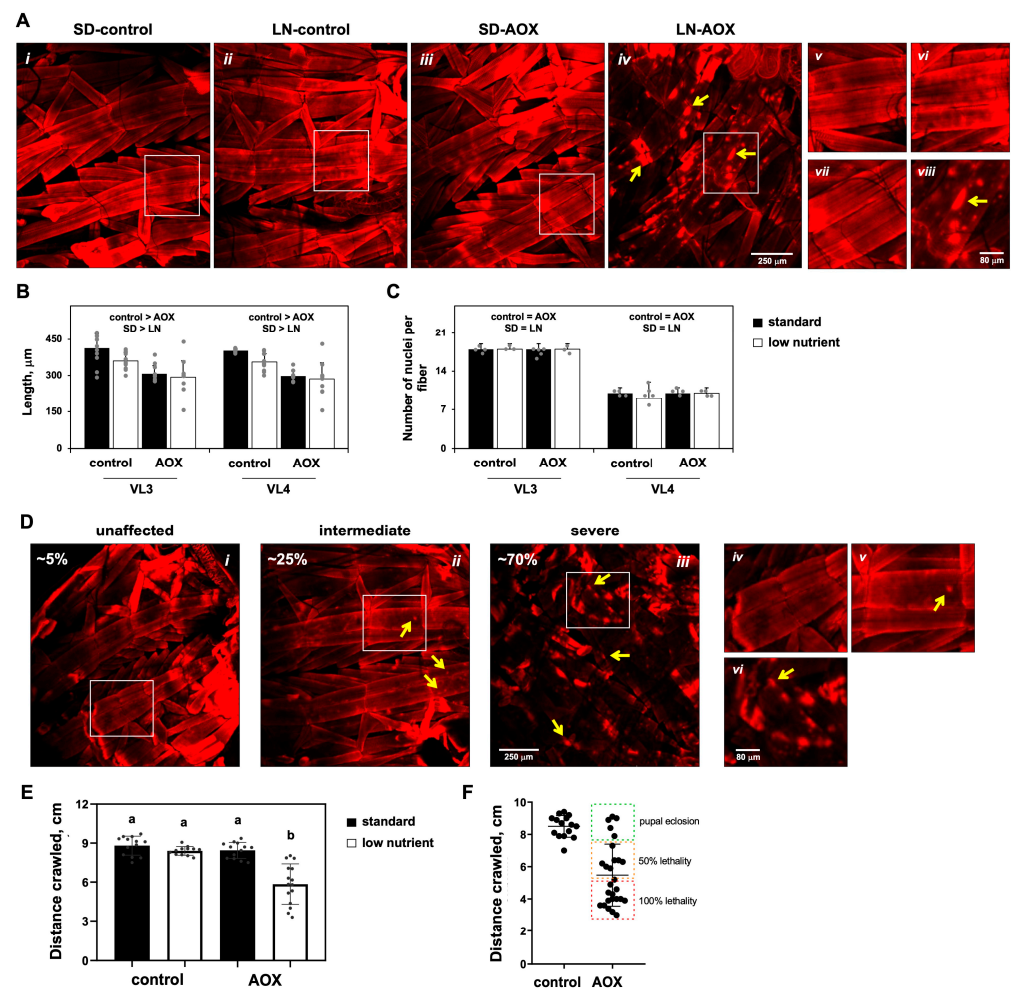 A
SD-control
LN-control
SD-AOX
LN-AOX
i
ii
iii
iv
v
vi
vii
viii
250 µm
80 µm
B
Length, µm
450
300
150
0
control > AOX
SD > LN
control > AOX
SD > LN
control
AOX
control
AOX
VL3
VL4
C
Number of nuclei per
fiber
21
14
7
0
control = AOX
SD = LN
control = AOX
SD = LN
control
AOX
control
AOX
VL3
VL4
standard
low nutrient
D
unaffected
intermediate
severe
~5%
i
~25%
ii
~70%
iii
iv
v
vi
250 µm
80 µm
E
Distance crawled, cm
12
9
6
3
0
a
a
a
b
control
AOX
standard
low nutrient
F
Distance crawled, cm
10
8
6
4
2
0
pupal eclosion
50% lethality
100% lethality
control
AOX